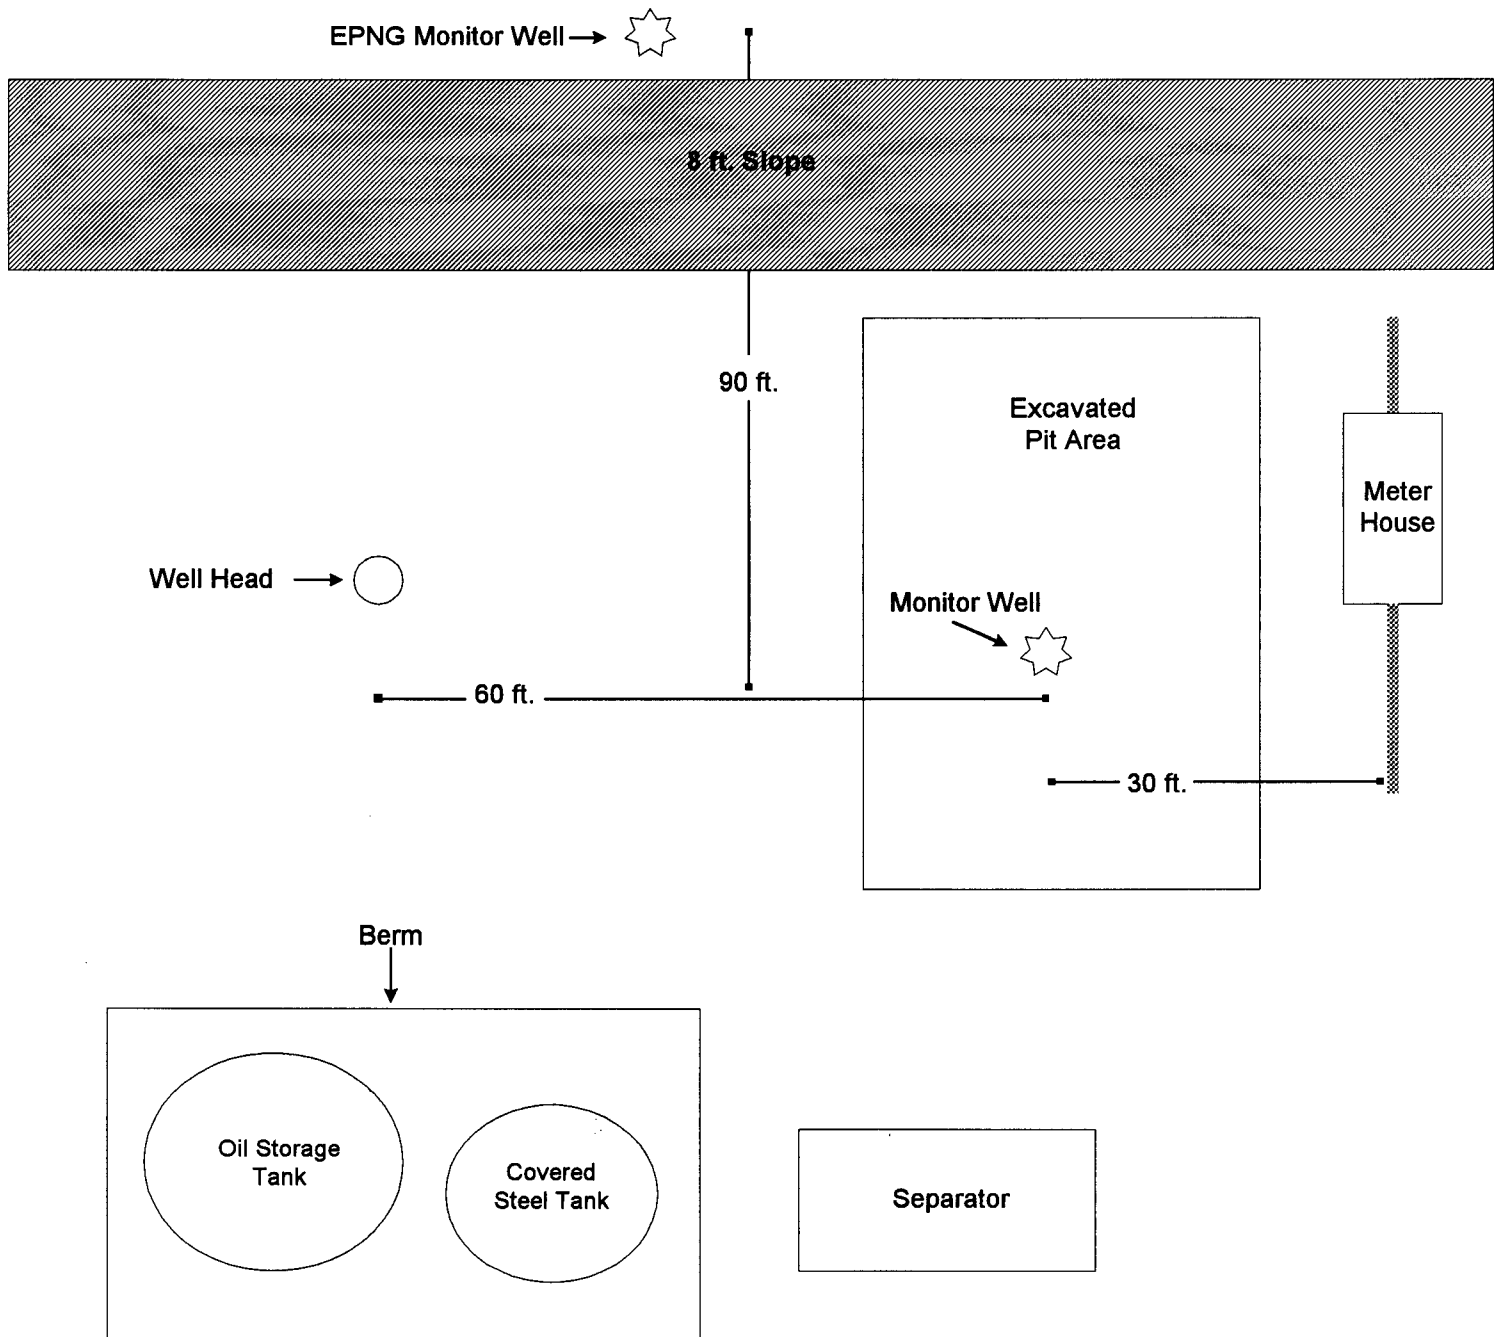 EPNG Monitor Well
8 ft. Slope
90 ft.
Excavated
Pit Area
Meter
House
Well Head
Monitor Well
60 ft.
30 ft.
Berm
Oil Storage
Tank
Covered
Steel Tank
Separator